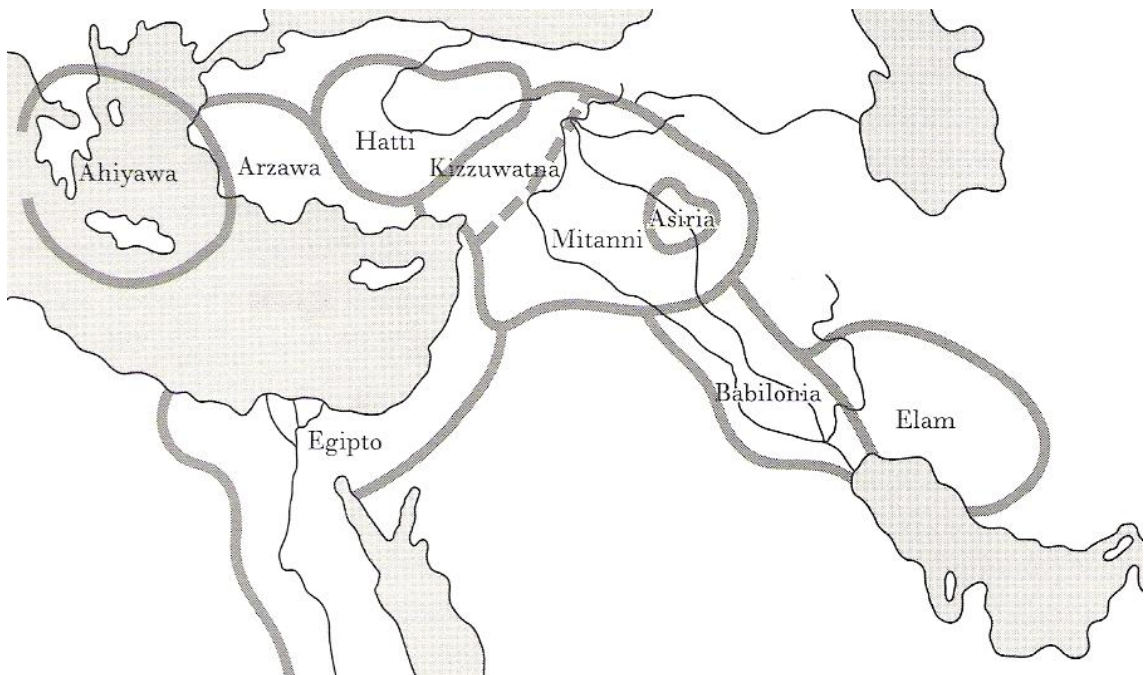 Ahiyawa
Arzawa
Hatti
Kizzuwatna
Mitanni
Asiria
Babilonia
Elam
Egipto